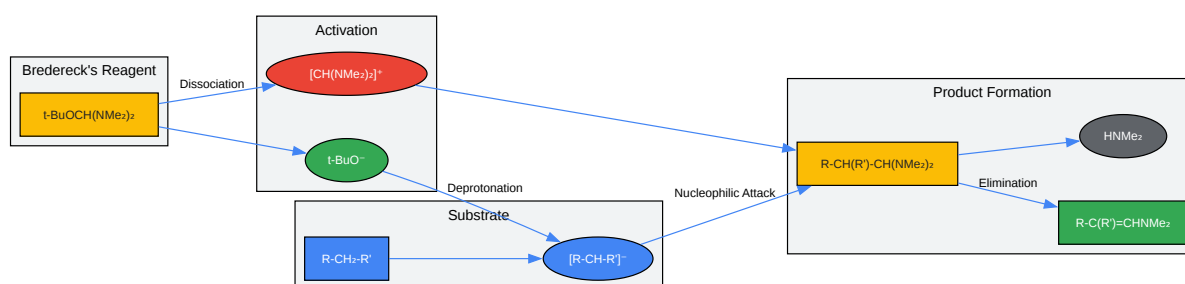 Bredereck's Reagent
t-BuOCH(NMe₂)₂
Dissociation
Activation
[CH(NMe₂)₂]⁺
t-BuO⁻
Deprotonation
Substrate
R-CH₂-R'
[R-CH-R']⁻
Nucleophilic Attack
Product Formation
R-CH(R')-CH(NMe₂)₂
HNMe₂
Elimination
R-C(R')=CHNMe₂